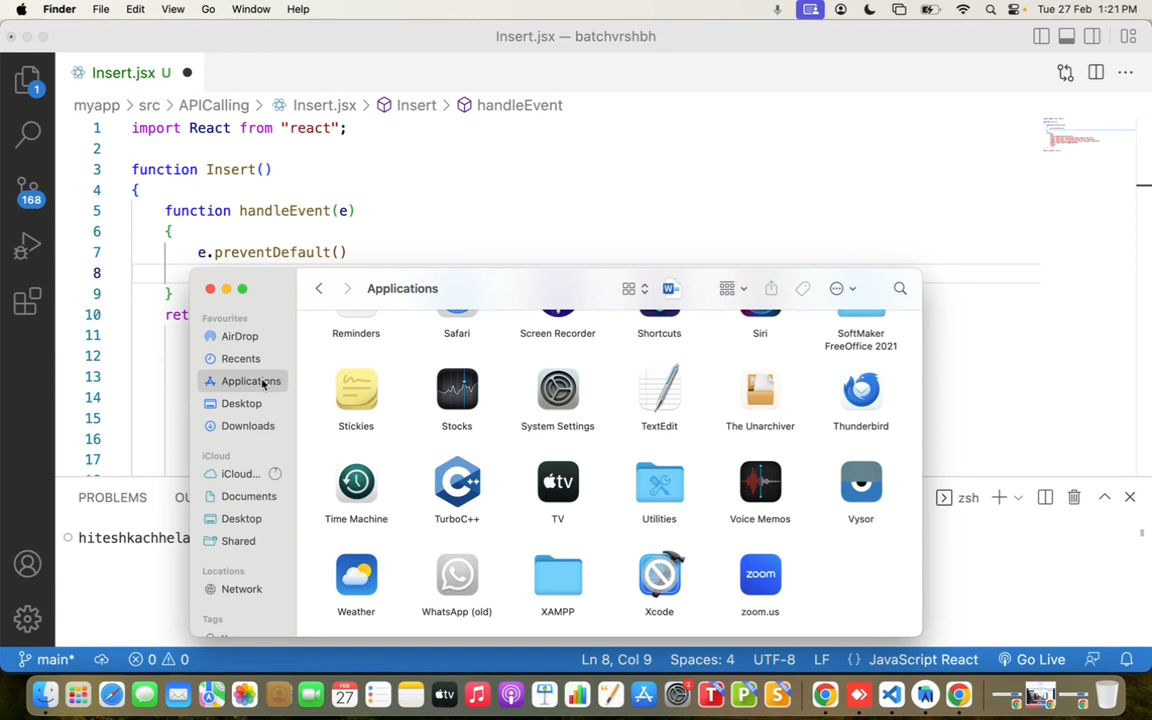 Finder File Edit View Go Window Help Tue 27 Feb 1:21 PM
Insert.jsx — batchvrshbh
1
Insert.jsx U
myapp > src > APICalling > Insert.jsx > Insert > handleEvent
1 import React from "react";
2
3 function Insert()
4 {
168
5 function handleEvent(e)
6 {
7 e.preventDefault()
8
9 }
10 ret
11
12
13
14
15
16
17
Applications
Favourites
AirDrop
Recents
Applications
Desktop
Downloads
iCloud
iCloud...
Documents
Desktop
Shared
Locations
Network
Tags
Reminders Safari Screen Recorder Shortcuts Siri SoftMaker
FreeOffice 2021
Stickies Stocks System Settings TextEdit The Unarchiver Thunderbird
tv
zoom
Time Machine TurboC++ TV Utilities Voice Memos Vysor
Weather WhatsApp (old) XAMPP Xcode zoom.us
PROBLEMS OU zsh
hiteshkachhela
main* 0 0 Ln 8, Col 9 Spaces: 4 UTF-8 LF {} JavaScript React Go Live
FEB
27
tv
2
T P S